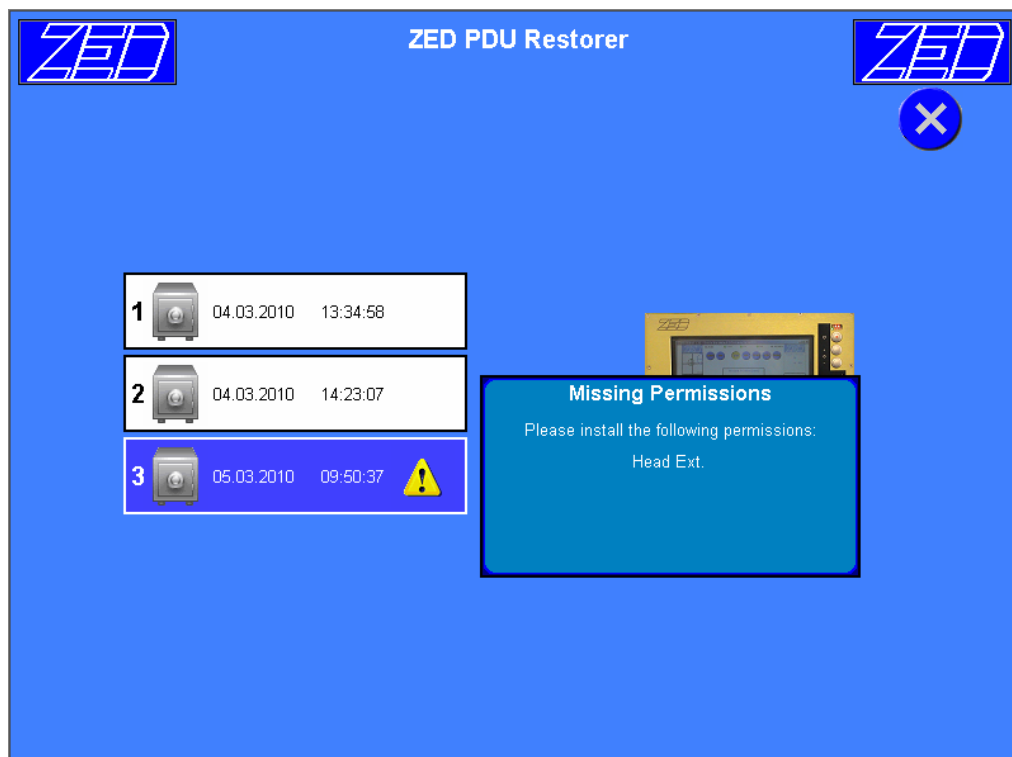 ZED
ZED PDU Restorer
ZED
1 04.03.2010 13:34:58
2 04.03.2010 14:23:07
3 05.03.2010 09:50:37
ZED
Missing Permissions
Please install the following permissions:
Head Ext.